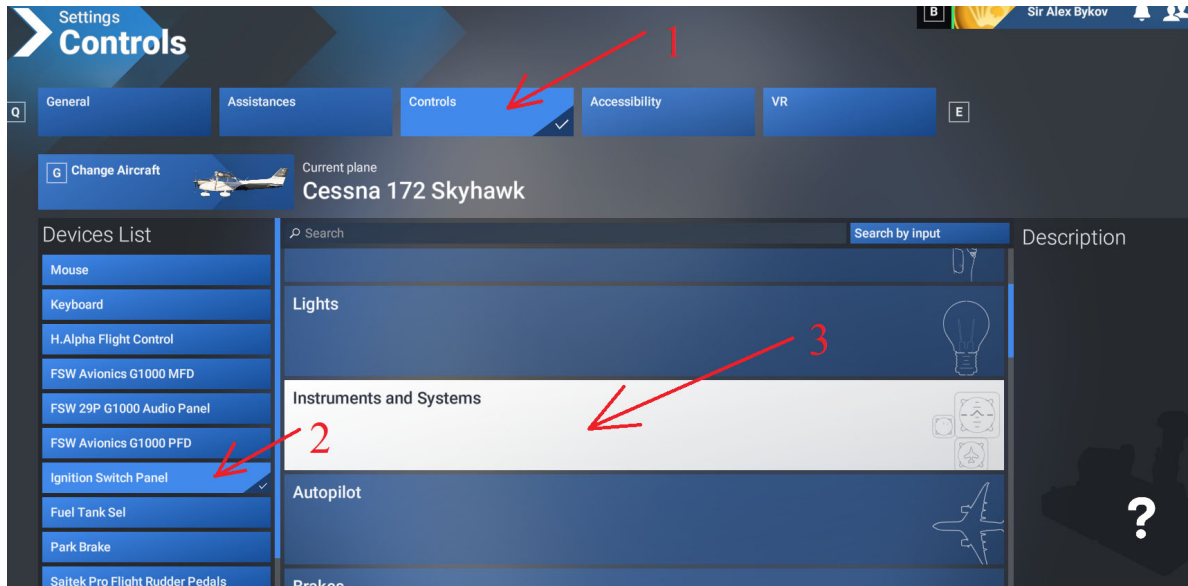 Settings
Controls
B
Sir Alex Bykov
1
Q
General
Assistances
Controls
Accessibility
VR
E
G Change Aircraft
Current plane
Cessna 172 Skyhawk
Devices List
Mouse
Keyboard
H.Alpha Flight Control
FSW Avionics G1000 MFD
FSW 29P G1000 Audio Panel
FSW Avionics G1000 PFD
Ignition Switch Panel
2
Fuel Tank Sel
Park Brake
Saitek Pro Flight Rudder Pedals
Search
Search by input
Lights
3
Instruments and Systems
Autopilot
Brakes
Description
?